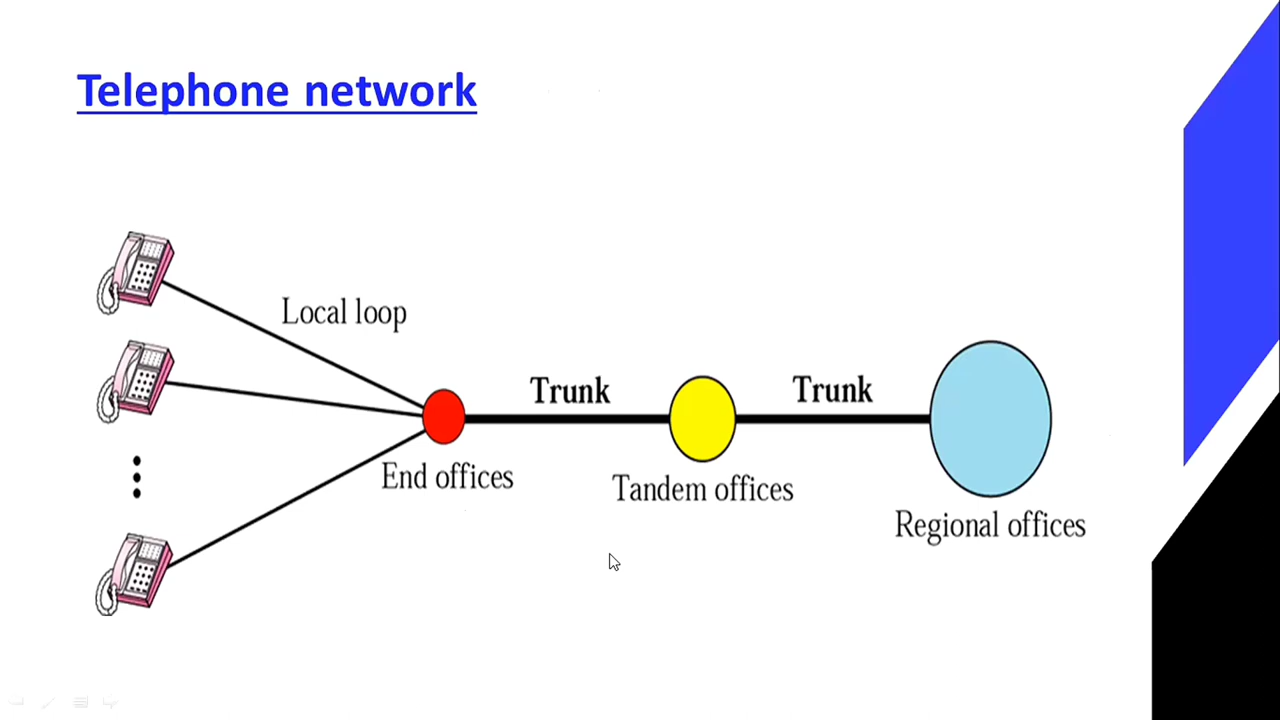 Telephone network
Local loop
Trunk
Trunk
End offices
Tandem offices
Regional offices